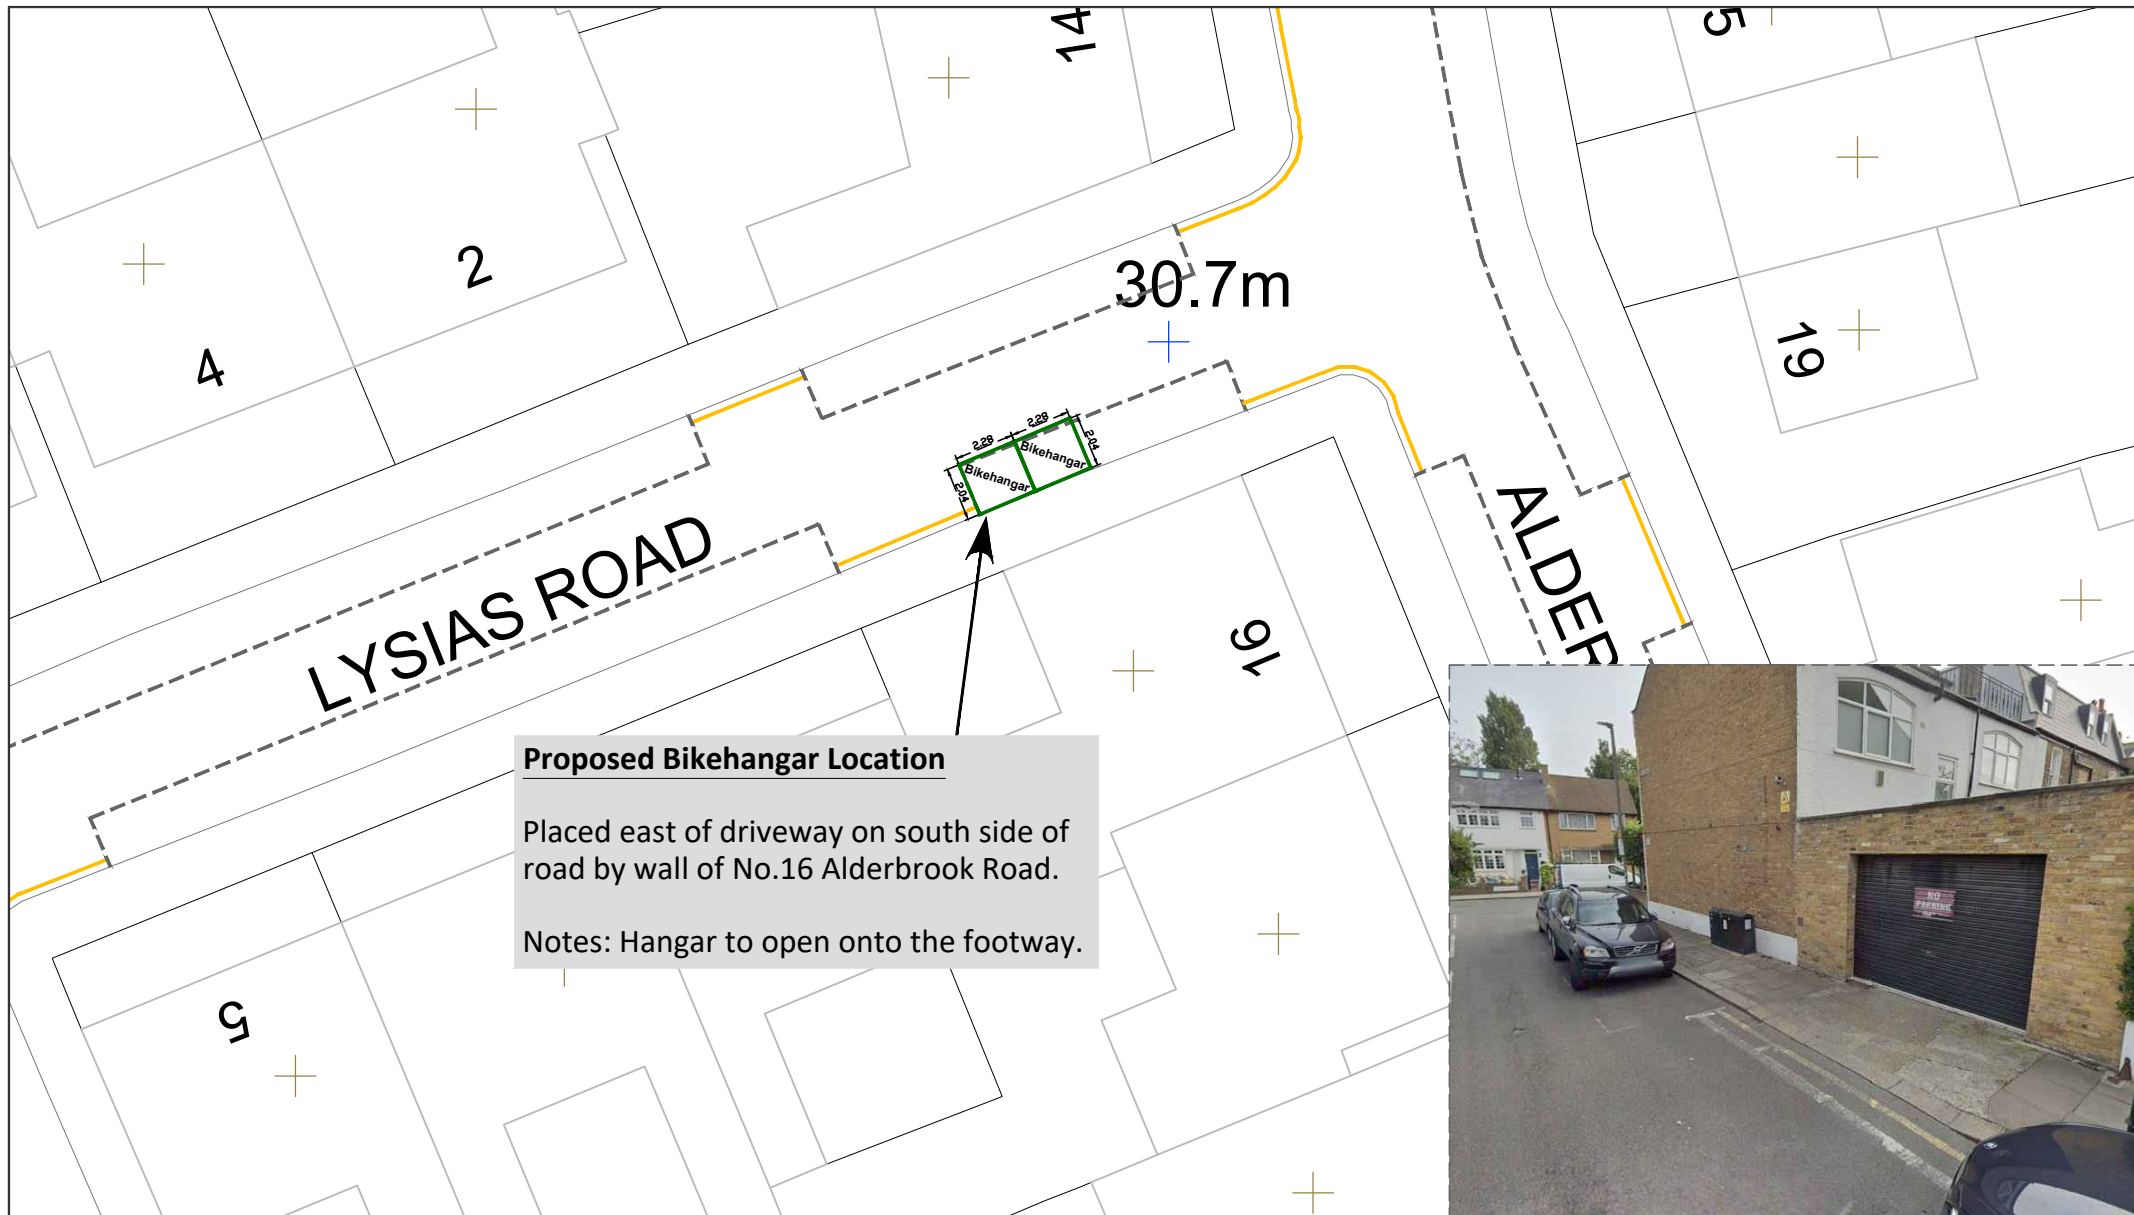 14
5
2
30.7m
4
19
2.28
2.28
2.04
2.04
Bikehangar
Bikehangar
LYSIAS ROAD
ALDER
16
Proposed Bikehangar Location
Placed east of driveway on south side of
road by wall of No.16 Alderbrook Road.
Notes: Hangar to open onto the footway.
5
NO
PARKING